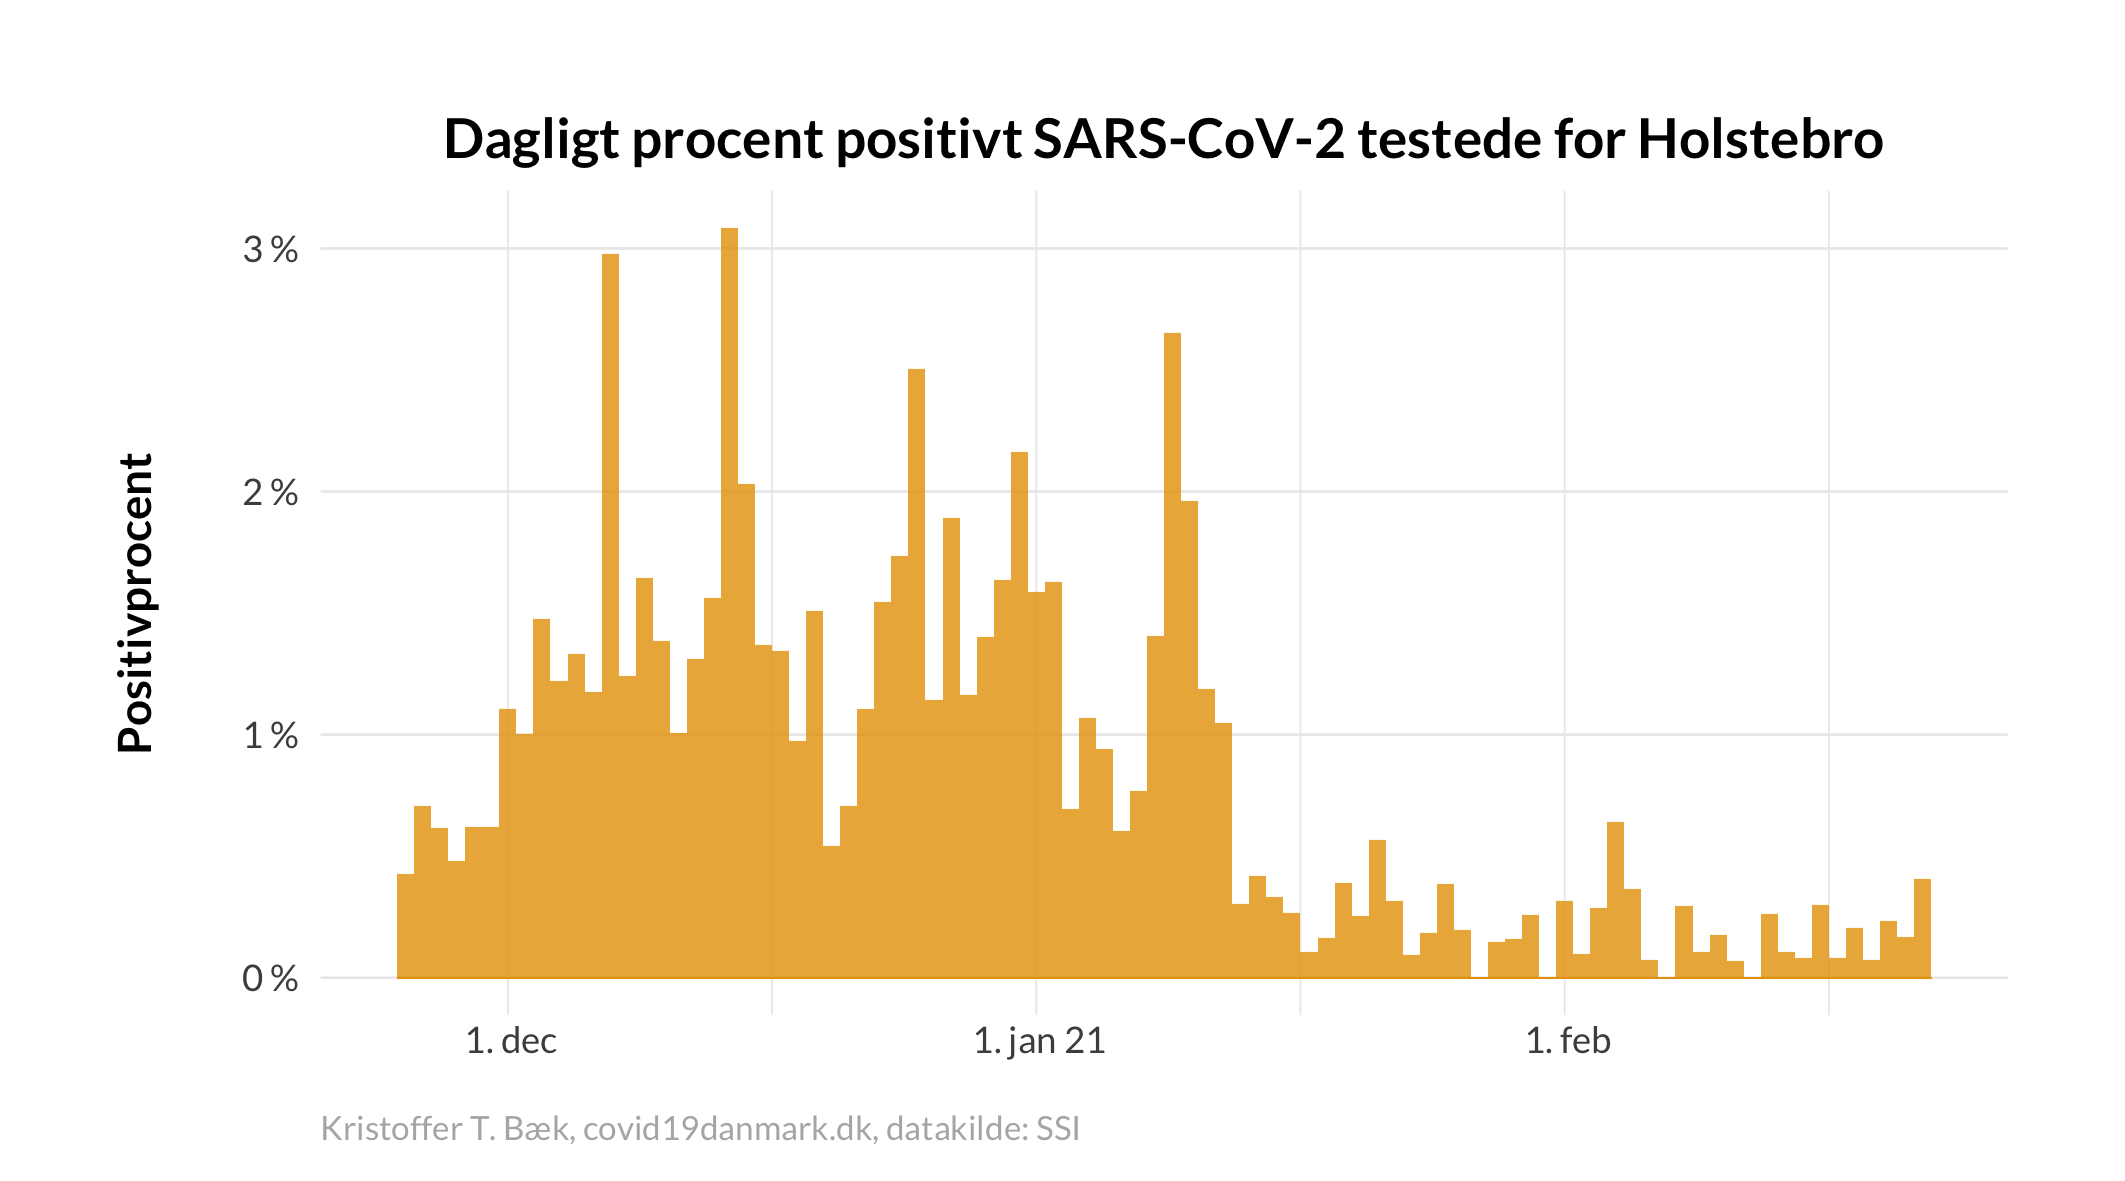 Dagligt procent positivt SARS-CoV-2 testede for Holstebro
Positivprocent
3 %
2 %
1 %
0 %
1. dec
1. jan 21
1. feb
Kristoffer T. Bæk, covid19danmark.dk, datakilde: SSI